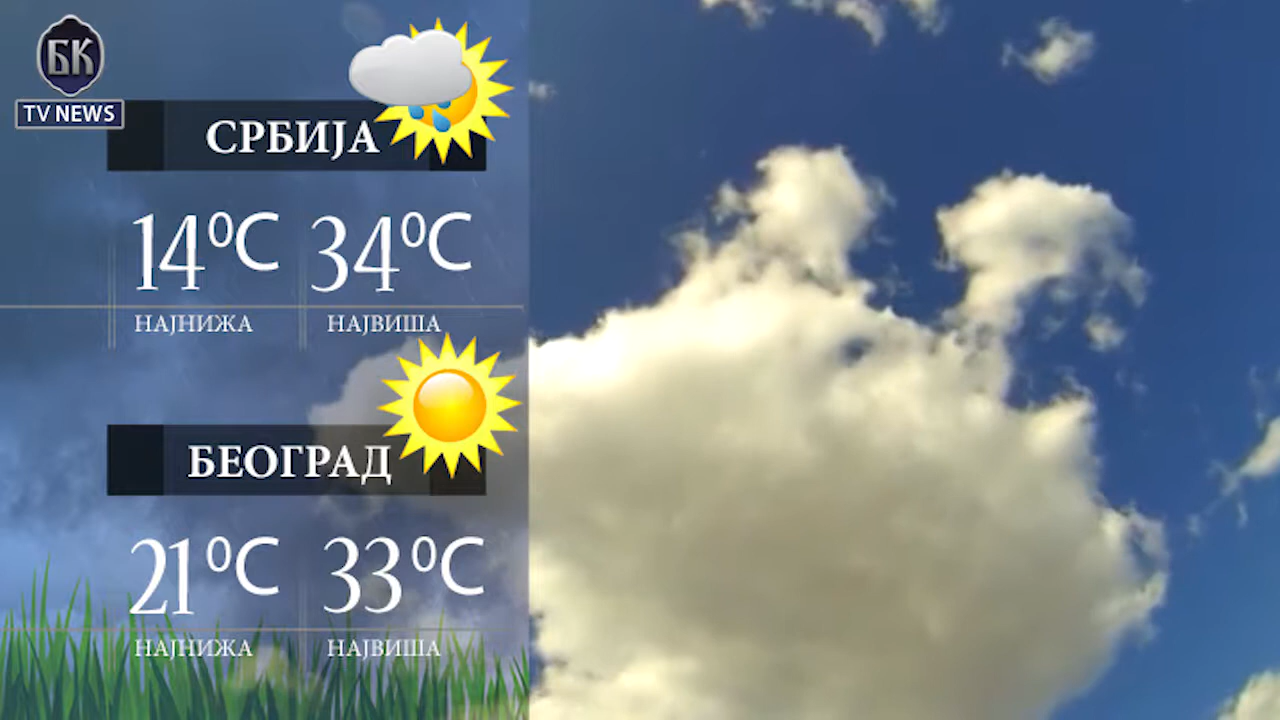 БК
TV NEWS
СРБИЈА
14°C 34°C
НАЈНИЖА НАЈВИША
БЕОГРАД
21°C 33°C
НАЈНИЖА НАЈВИША